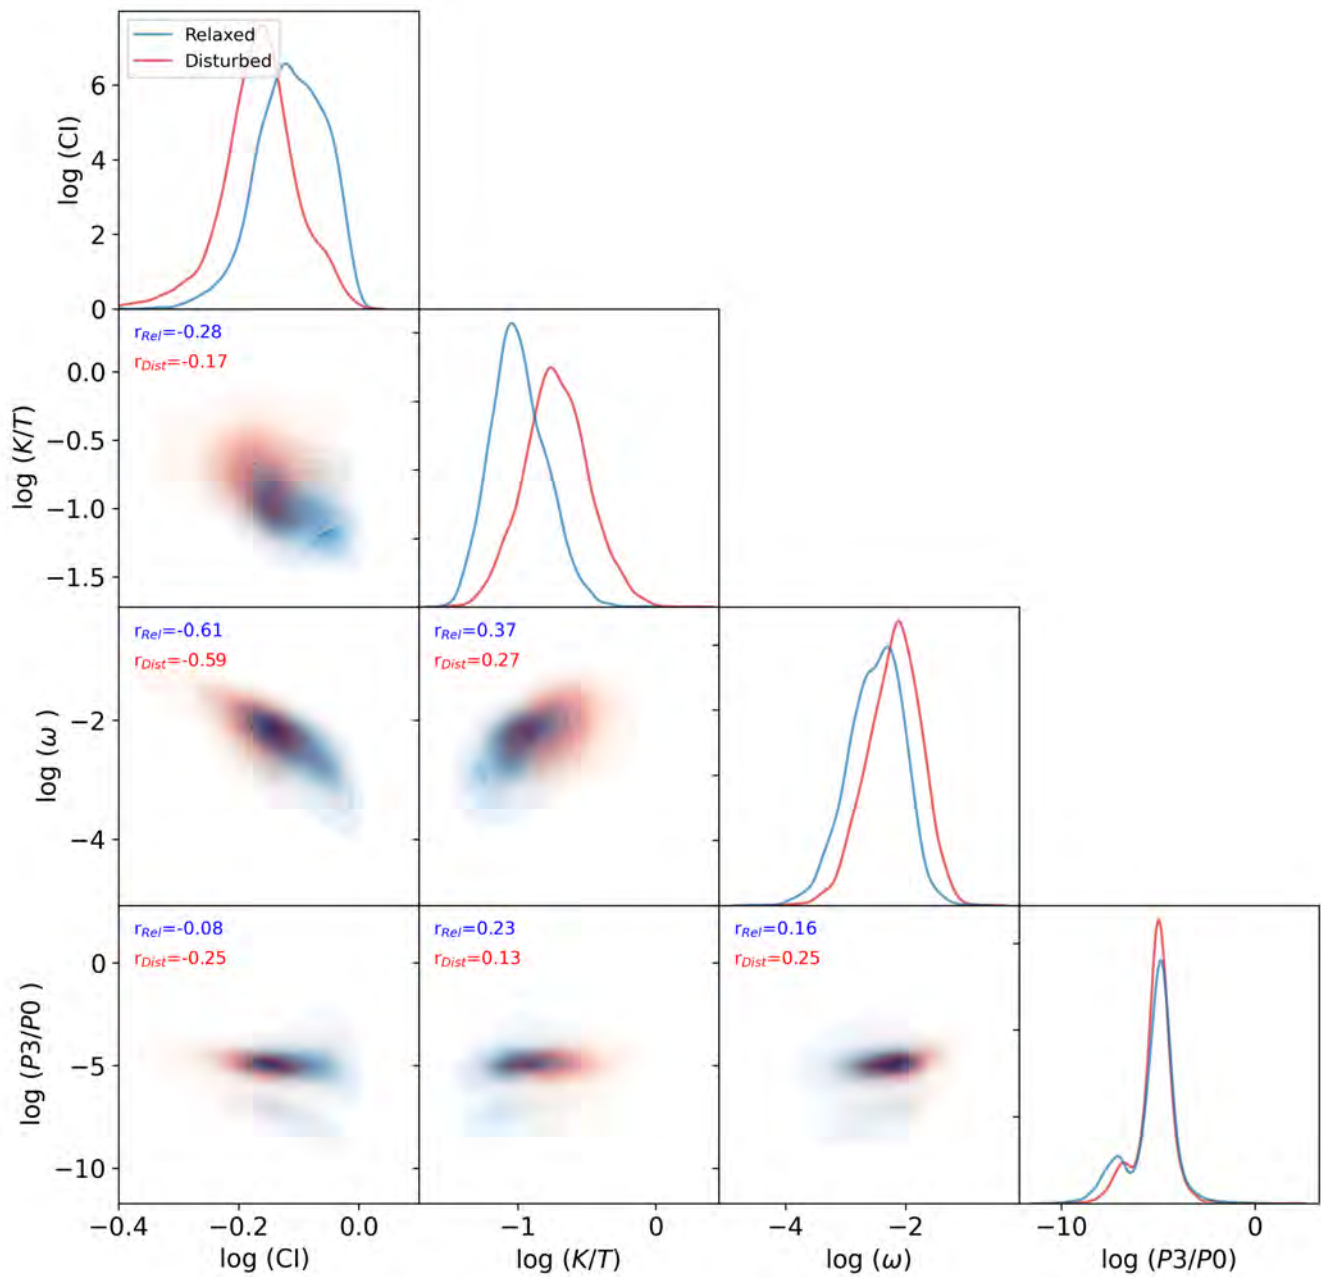 Relaxed
Disturbed
log (CI)
6
4
2
0
r_Rel=-0.28
r_Dist=-0.17
log (K/T)
0.0
−0.5
−1.0
−1.5
r_Rel=-0.61
r_Dist=-0.59
r_Rel=0.37
r_Dist=0.27
log (ω )
−2
−4
r_Rel=-0.08
r_Dist=-0.25
r_Rel=0.23
r_Dist=0.13
r_Rel=0.16
r_Dist=0.25
log (P3/P0 )
0
−5
−10
−0.4 −0.2 0.0 −1 0 −4 −2 −10 0
log (CI) log (K/T) log (ω) log (P3/P0)